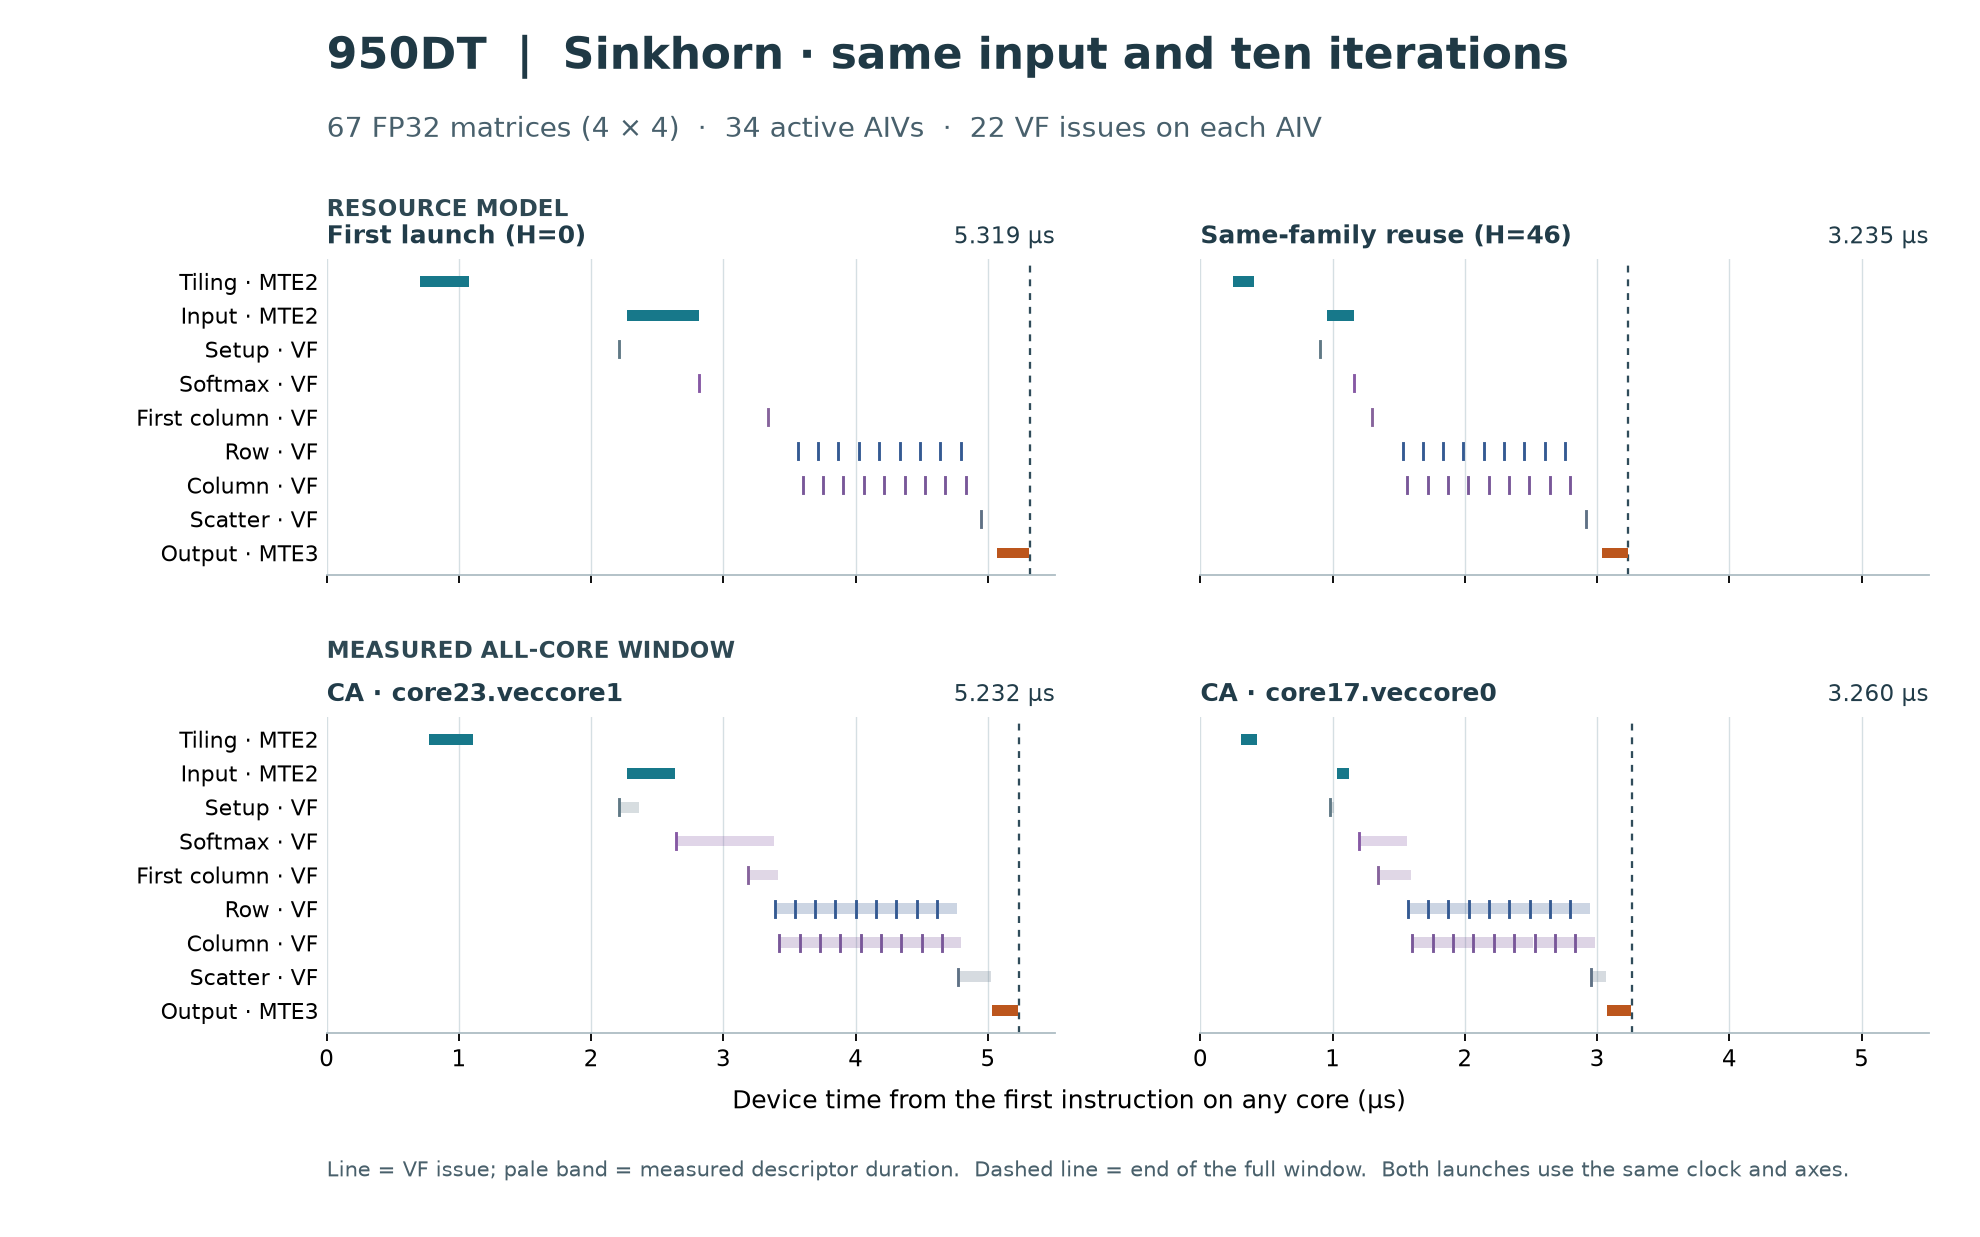 950DT | Sinkhorn · same input and ten iterations
67 FP32 matrices (4 × 4) · 34 active AIVs · 22 VF issues on each AIV
RESOURCE MODEL
First launch (H=0) 5.319 µs
Same-family reuse (H=46) 3.235 µs
Tiling · MTE2
Input · MTE2
Setup · VF
Softmax · VF
First column · VF
Row · VF
Column · VF
Scatter · VF
Output · MTE3
MEASURED ALL-CORE WINDOW
CA · core23.veccore1 5.232 µs
CA · core17.veccore0 3.260 µs
Tiling · MTE2
Input · MTE2
Setup · VF
Softmax · VF
First column · VF
Row · VF
Column · VF
Scatter · VF
Output · MTE3
0 1 2 3 4 5
0 1 2 3 4 5
Device time from the first instruction on any core (µs)
Line = VF issue; pale band = measured descriptor duration. Dashed line = end of the full window. Both launches use the same clock and axes.